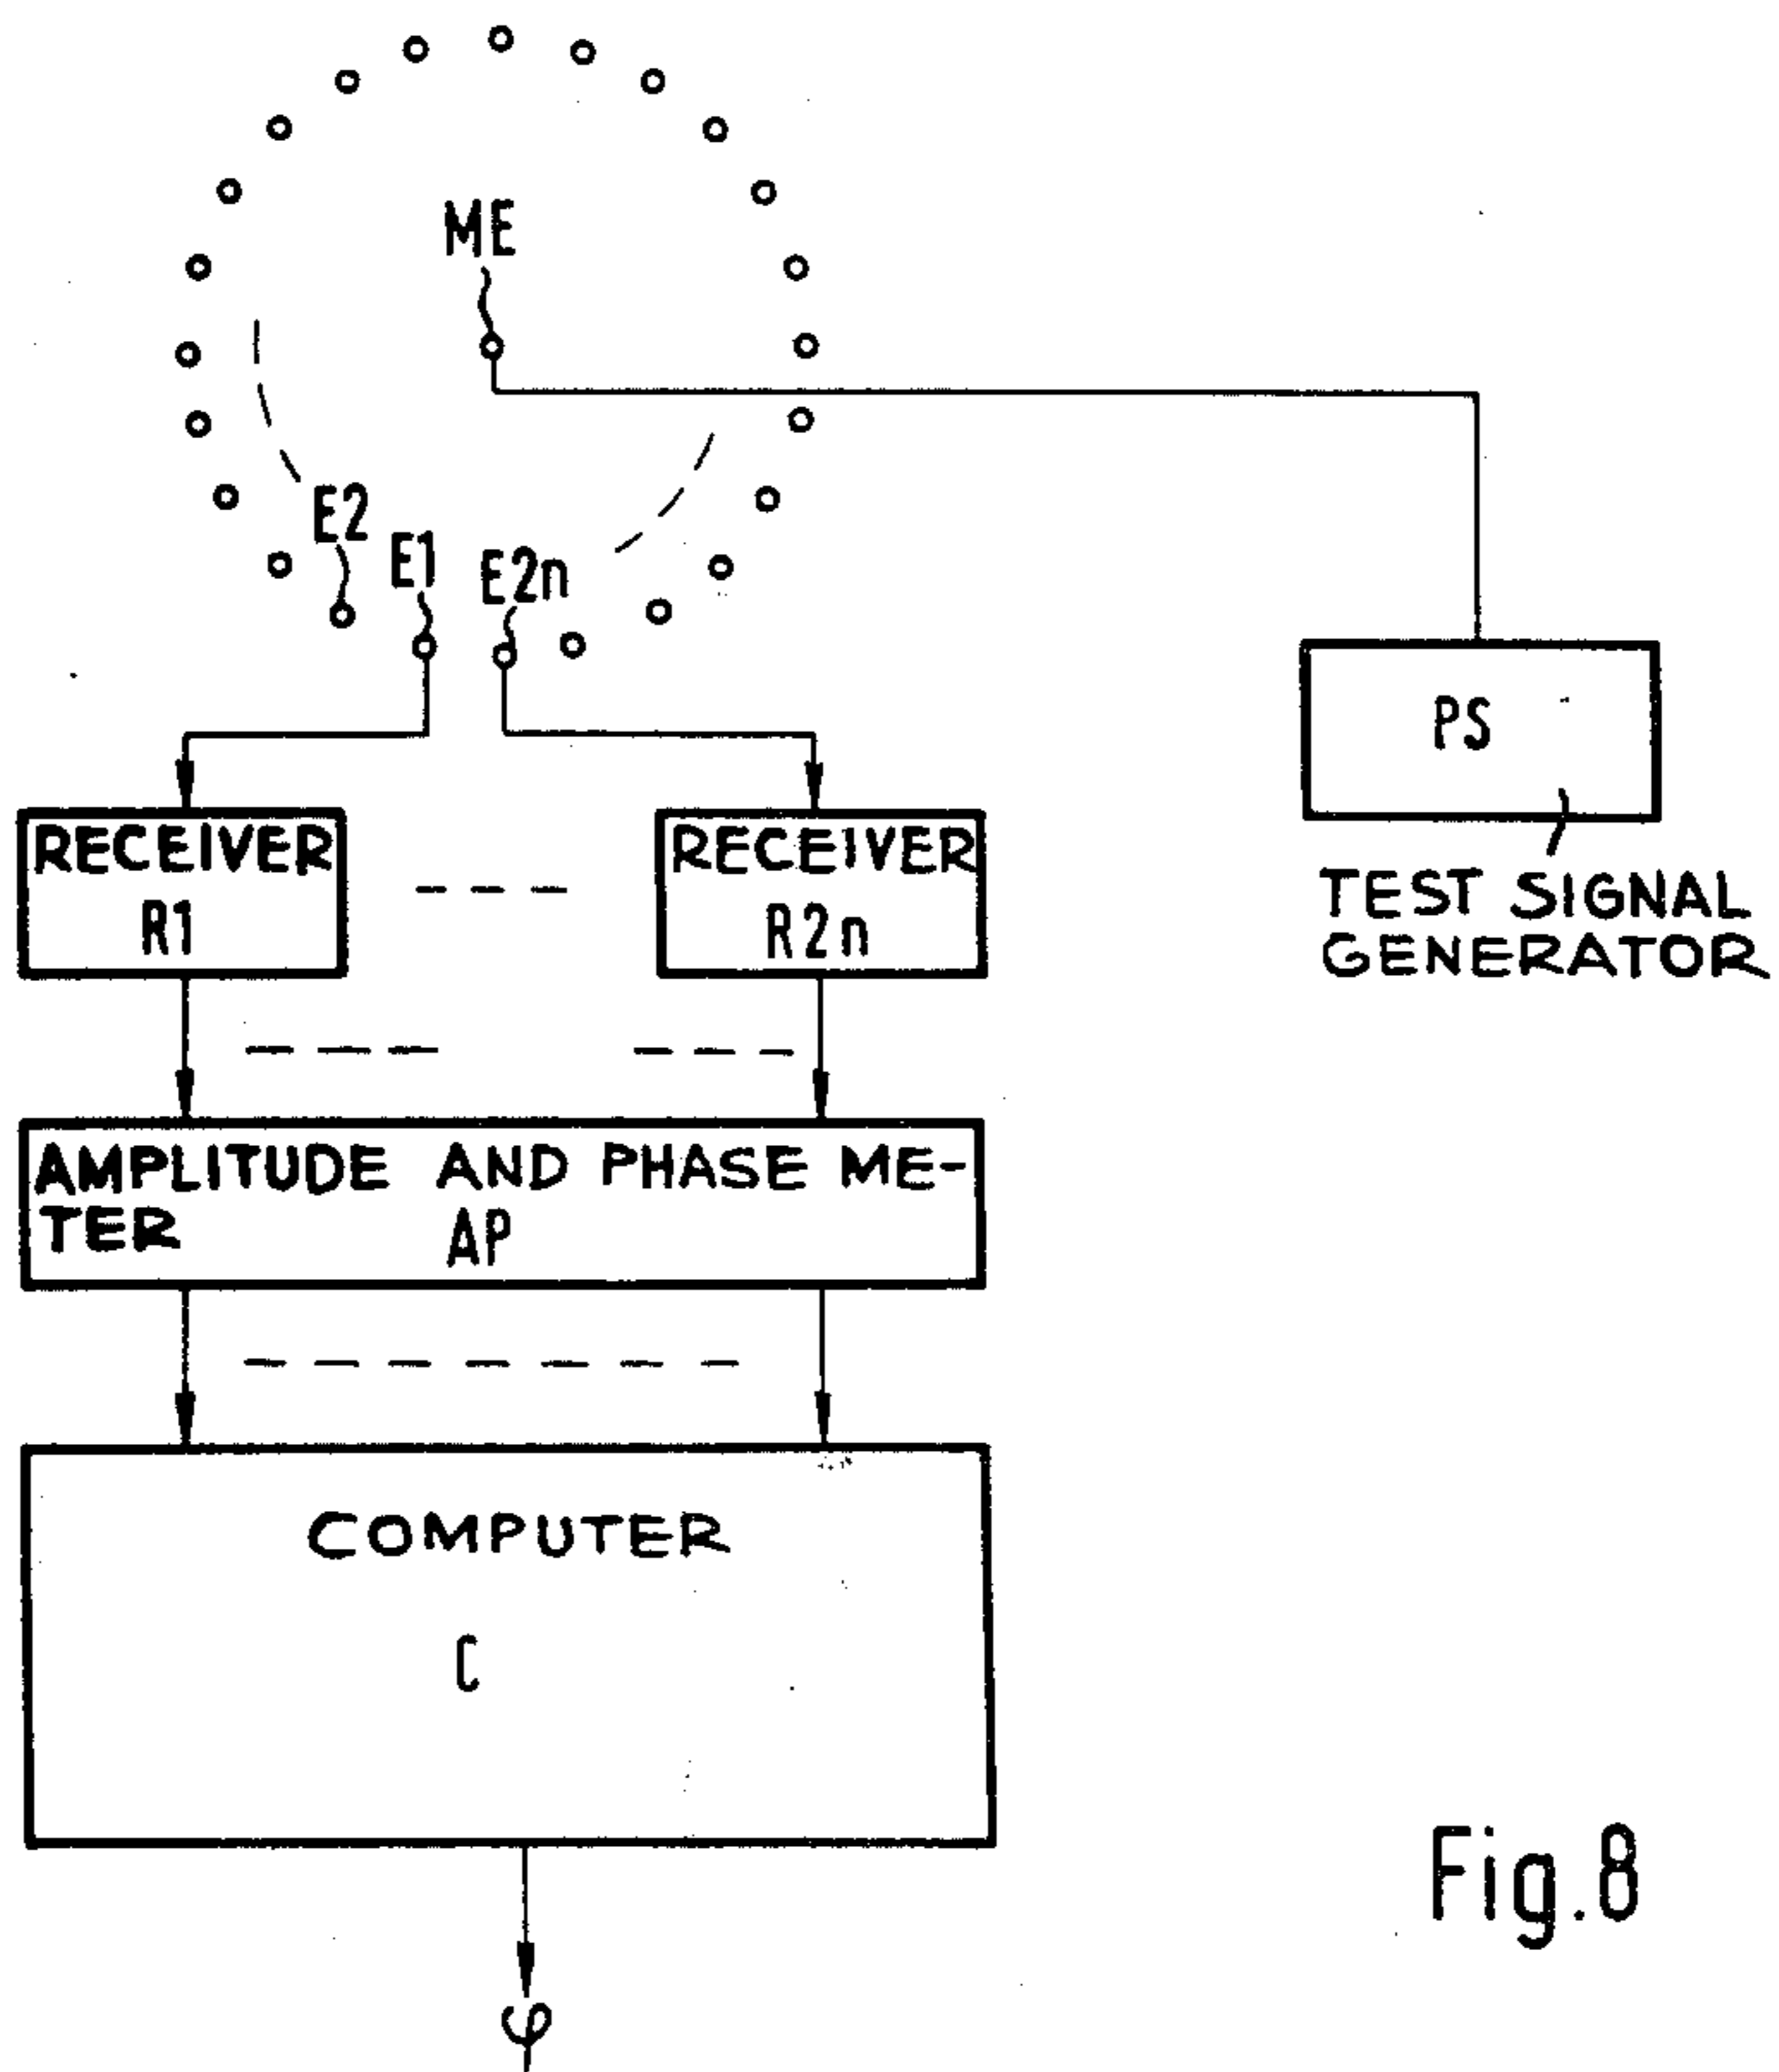 ME
E2
E1
E2n
PS
RECEIVER
R1
RECEIVER
R2n
TEST SIGNAL
GENERATOR
AMPLITUDE AND PHASE ME-
TER AP
COMPUTER
C
Fig.8
φ